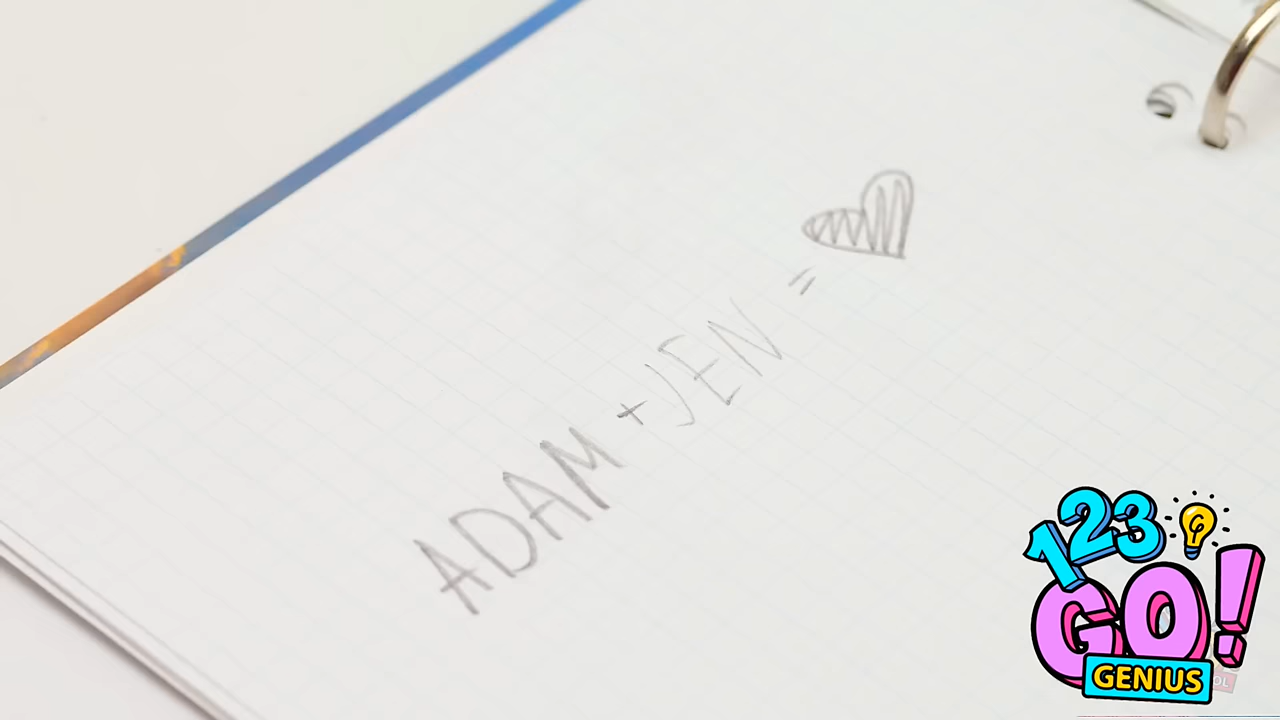 ADAM + JEN = ♥
123
GO!
GENIUS